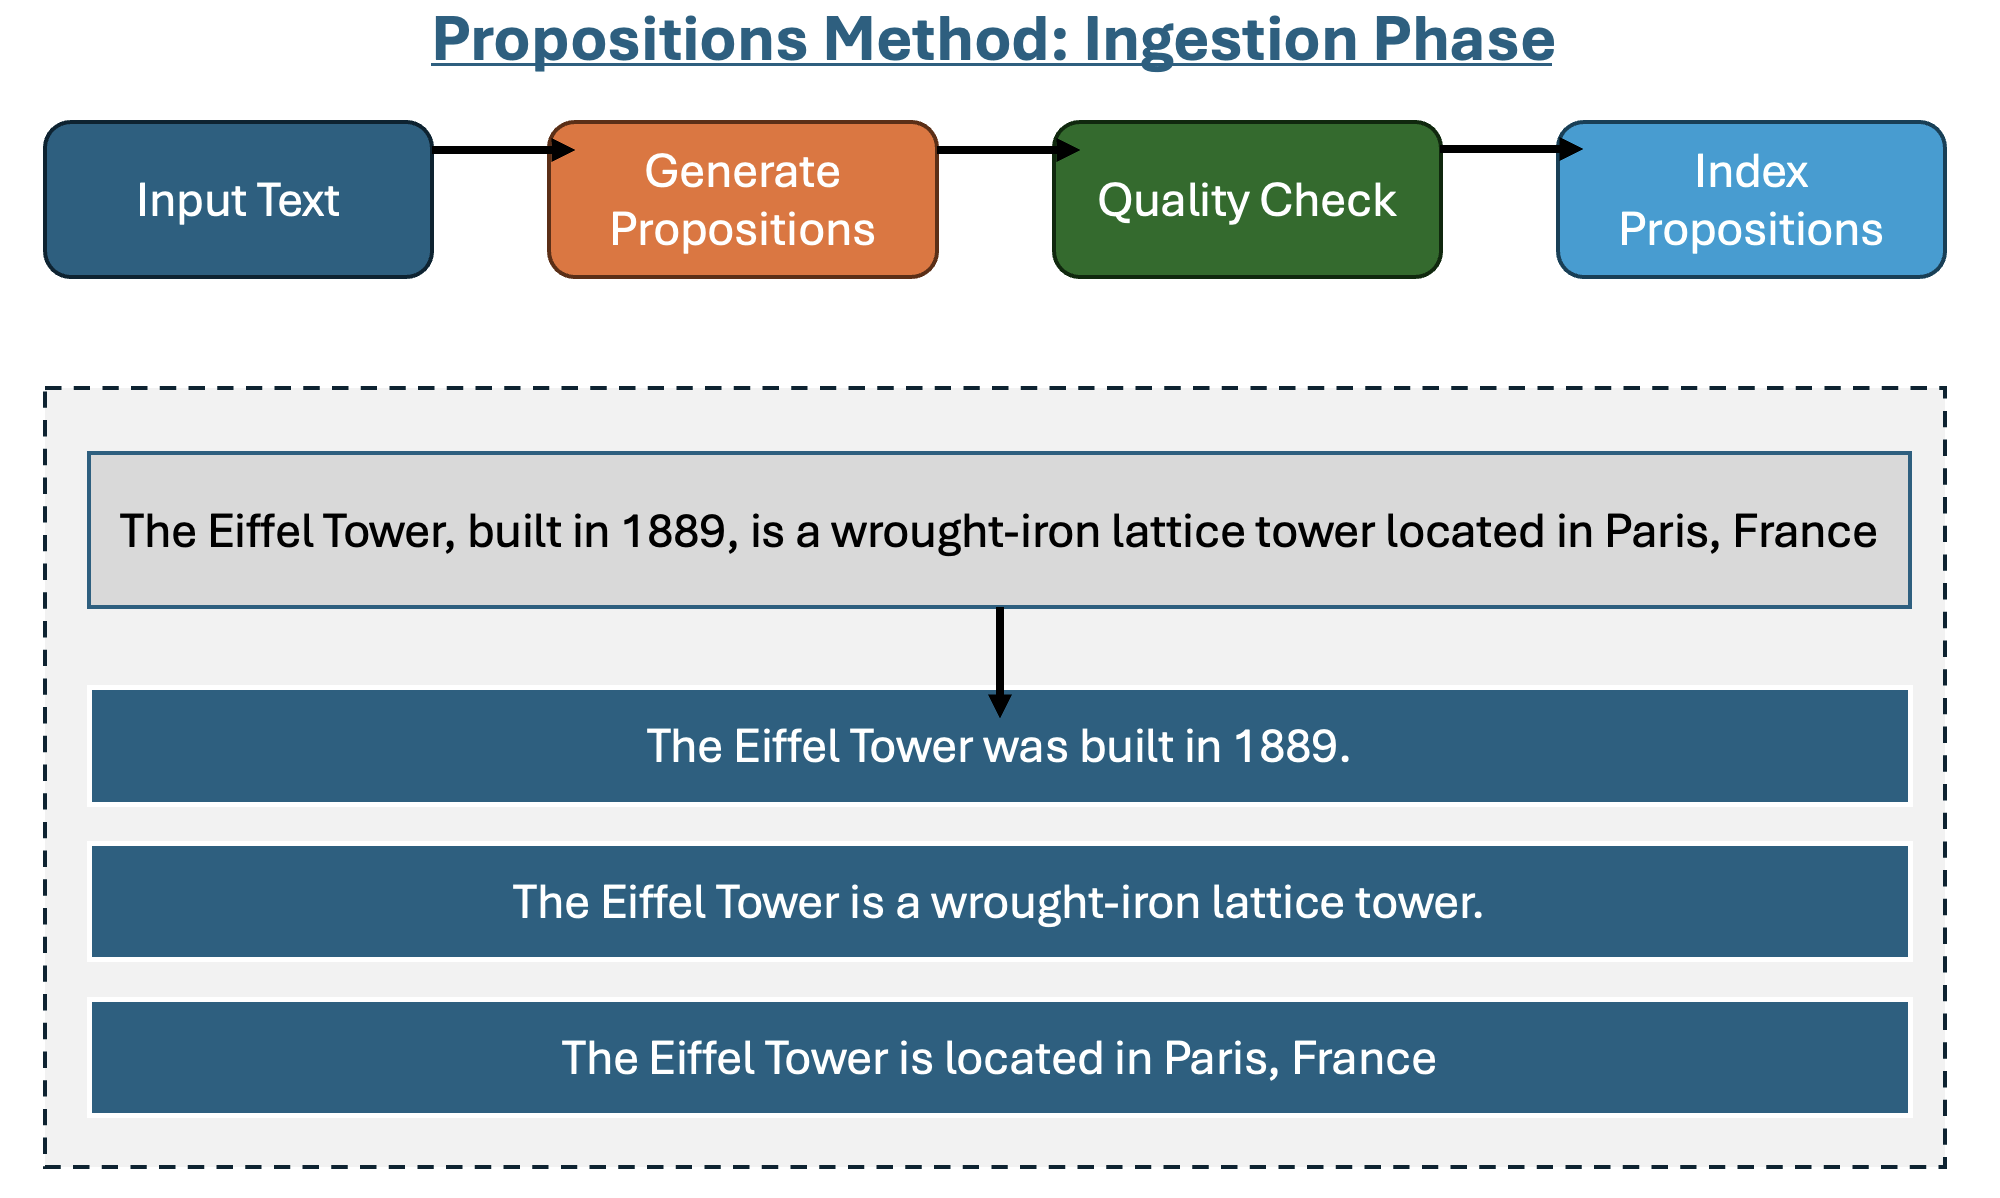 Propositions Method: Ingestion Phase
Input Text
Generate
Propositions
Quality Check
Index
Propositions
The Eiffel Tower, built in 1889, is a wrought-iron lattice tower located in Paris, France
The Eiffel Tower was built in 1889.
The Eiffel Tower is a wrought-iron lattice tower.
The Eiffel Tower is located in Paris, France